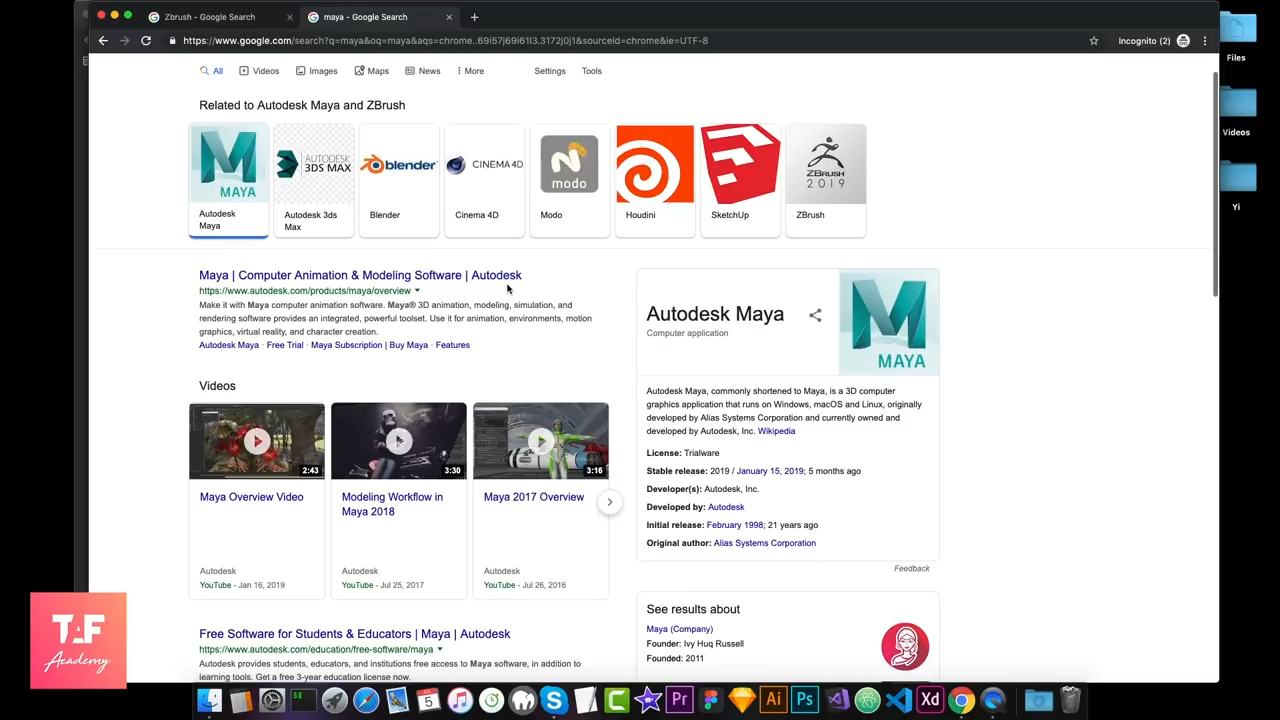 Zbrush - Google Search
maya - Google Search
https://www.google.com/search?q=maya&oq=maya&aqs=chrome..69i57j69i61l3.3172j0j1&sourceid=chrome&ie=UTF-8
Incognito (2)
All
Videos
Images
Maps
News
More
Settings
Tools
Files
Videos
Yi
Related to Autodesk Maya and ZBrush
MAYA
AUTODESK
3DS MAX
blender
CINEMA 4D
modo
ZBRUSH
2019
Autodesk
Maya
Autodesk 3ds
Max
Blender
Cinema 4D
Modo
Houdini
SketchUp
ZBrush
Maya | Computer Animation & Modeling Software | Autodesk
https://www.autodesk.com/products/maya/overview
Make it with Maya computer animation software. Maya® 3D animation, modeling, simulation, and
rendering software provides an integrated, powerful toolset. Use it for animation, environments, motion
graphics, virtual reality, and character creation.
Autodesk Maya · Free Trial · Maya Subscription | Buy Maya · Features
Videos
2:43
3:30
3:16
Maya Overview Video
Modeling Workflow in
Maya 2018
Maya 2017 Overview
Autodesk
YouTube - Jan 16, 2019
Autodesk
YouTube - Jul 25, 2017
Autodesk
YouTube - Jul 26, 2016
Free Software for Students & Educators | Maya | Autodesk
https://www.autodesk.com/education/free-software/maya
Autodesk provides students, educators, and institutions free access to Maya software, in addition to
learning tools. Get a free 3-year education license now.
Autodesk Maya
Computer application
MAYA
Autodesk Maya, commonly shortened to Maya, is a 3D computer
graphics application that runs on Windows, macOS and Linux, originally
developed by Alias Systems Corporation and currently owned and
developed by Autodesk, Inc. Wikipedia
License: Trialware
Stable release: 2019 / January 15, 2019; 5 months ago
Developer(s): Autodesk, Inc.
Developed by: Autodesk
Initial release: February 1998; 21 years ago
Original author: Alias Systems Corporation
Feedback
See results about
Maya (Company)
Founder: Ivy Huq Russell
Founded: 2011
TAF
Academy
5
Pr
Ai
Ps
Xd